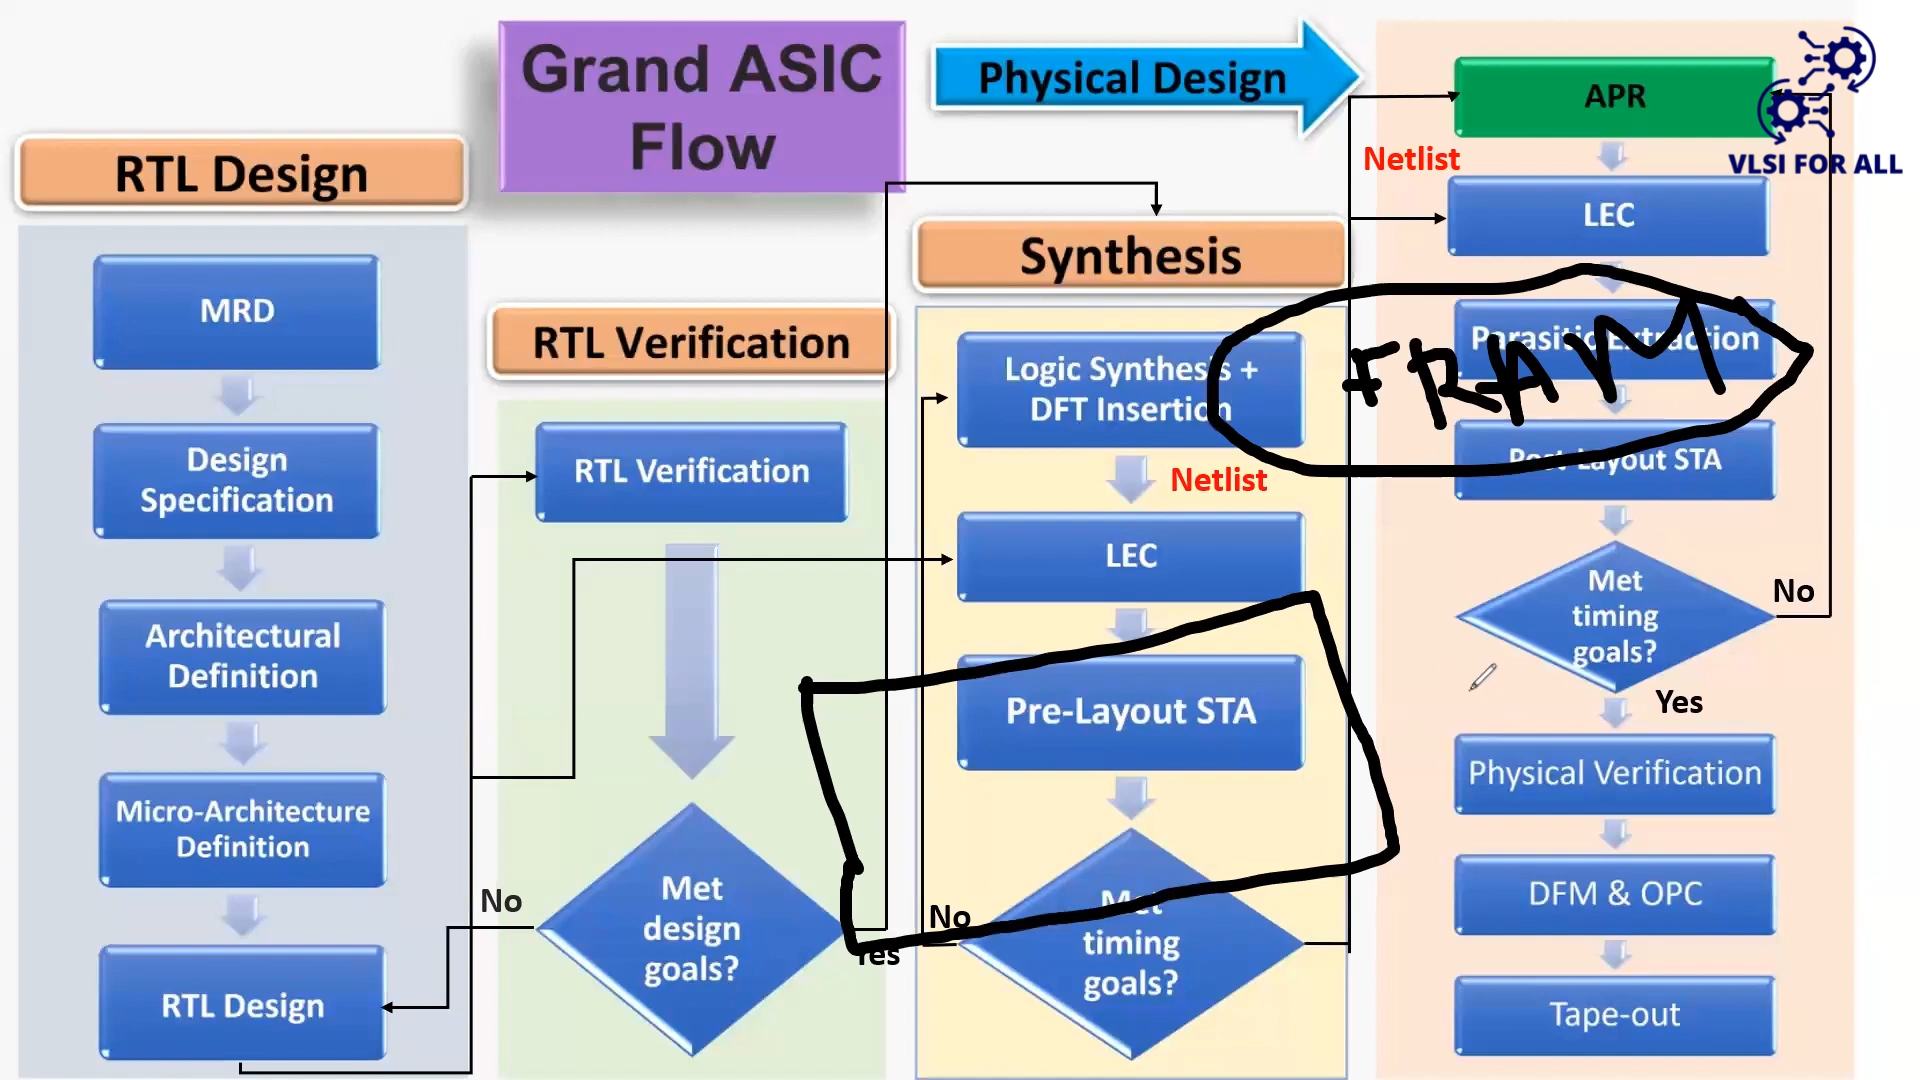 Grand ASIC
Flow
Physical Design
RTL Design
MRD
Design
Specification
Architectural
Definition
Micro-Architecture
Definition
RTL Design
RTL Verification
RTL Verification
Met
design
goals?
No
Yes
Synthesis
Logic Synthesis +
DFT Insertion
Netlist
LEC
Pre-Layout STA
Met
timing
goals?
No
Netlist
APR
VLSI FOR ALL
LEC
Parasitic Extraction
FRAM
Post-Layout STA
Met
timing
goals?
No
Yes
Physical Verification
DFM & OPC
Tape-out